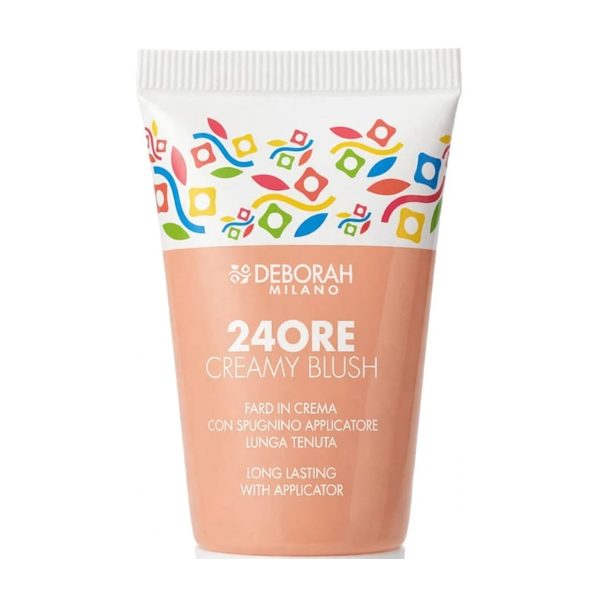 DEBORAH
MILANO
24ORE
CREAMY BLUSH
FARD IN CREMA
CON SPUGNINO APPLICATORE
LUNGA TENUTA
LONG LASTING
WITH APPLICATOR